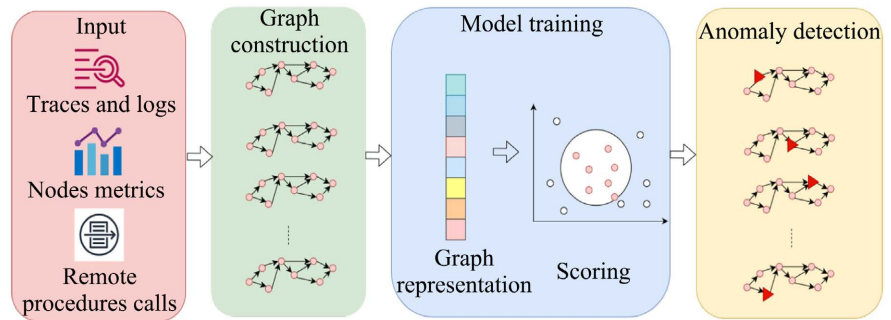 Input
Traces and logs
Nodes metrics
Remote
procedures calls
Graph
construction
Model training
Graph
representation
Scoring
Anomaly detection